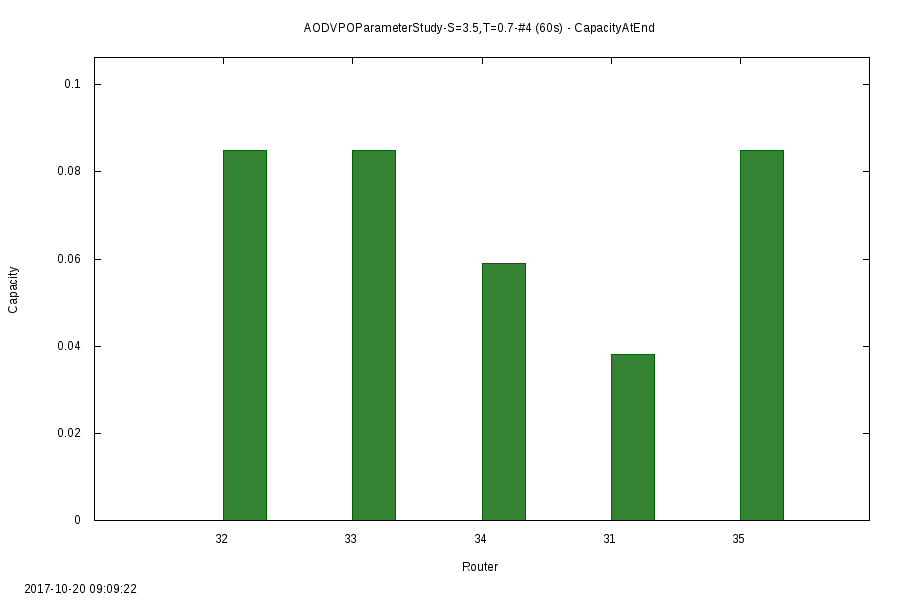 AODVPOParameterStudy-S=3.5,T=0.7-#4 (60s) - CapacityAtEnd
0.1
0.08
0.06
0.04
0.02
0
Capacity
32 33 34 31 35
Router
2017-10-20 09:09:22